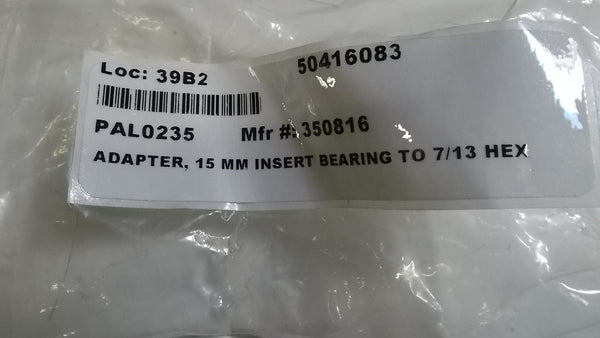 Loc: 39B2 50416083
PAL0235 Mfr #: 350816
ADAPTER, 15 MM INSERT BEARING TO 7/13 HEX